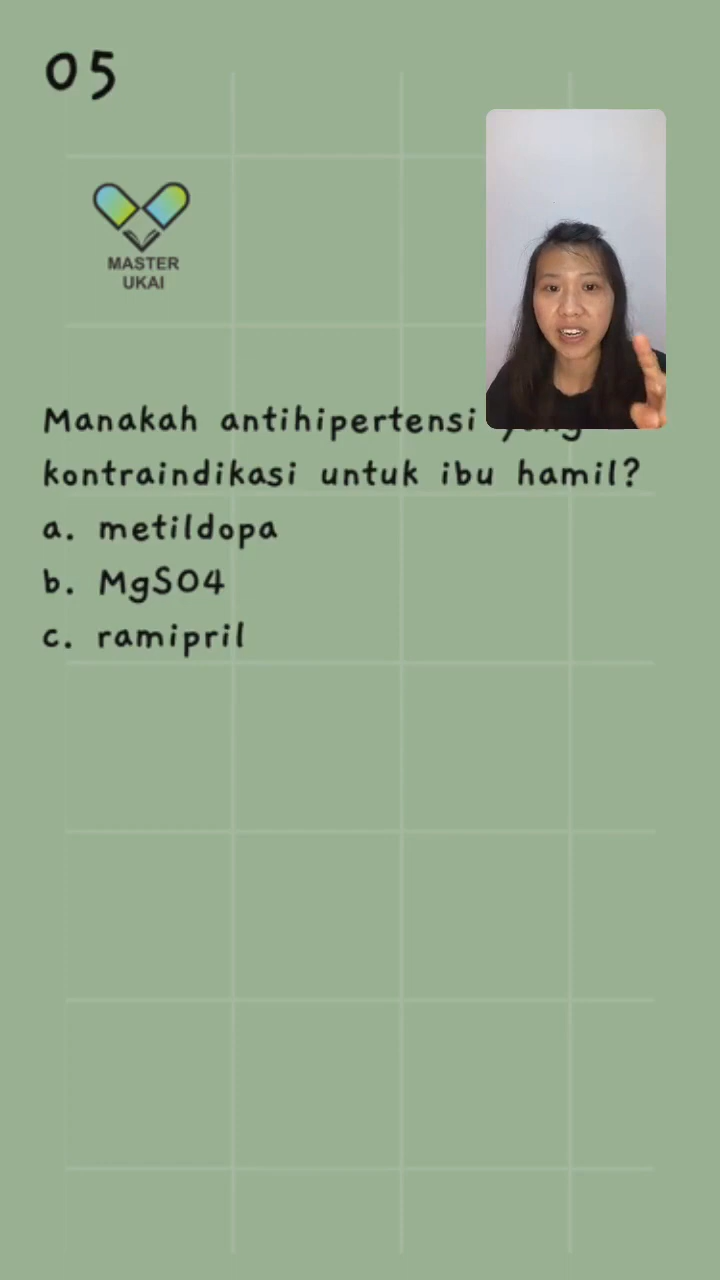 05
MASTER
UKAI
Manakah antihipertensi
kontraindikasi untuk ibu hamil?
a. metildopa
b. MgSO4
c. ramipril